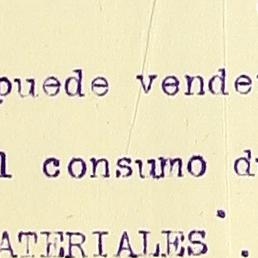 puede vende
l consumo d
ATERIALES .